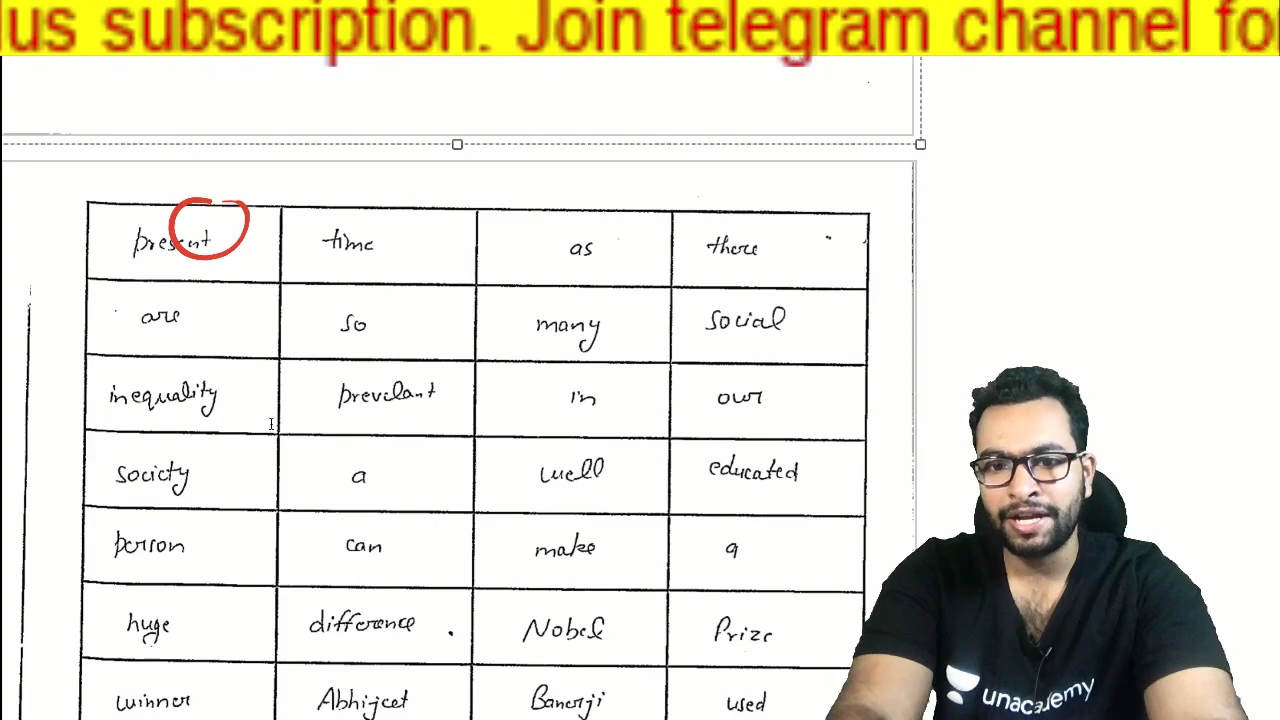 us subscription. Join telegram channel fo
present time as there
are so many social
inequality prevelant in our
society a well educated
person can make a
huge difference . Nobel Prize
winner Abhijeet Banerji used
unacademy